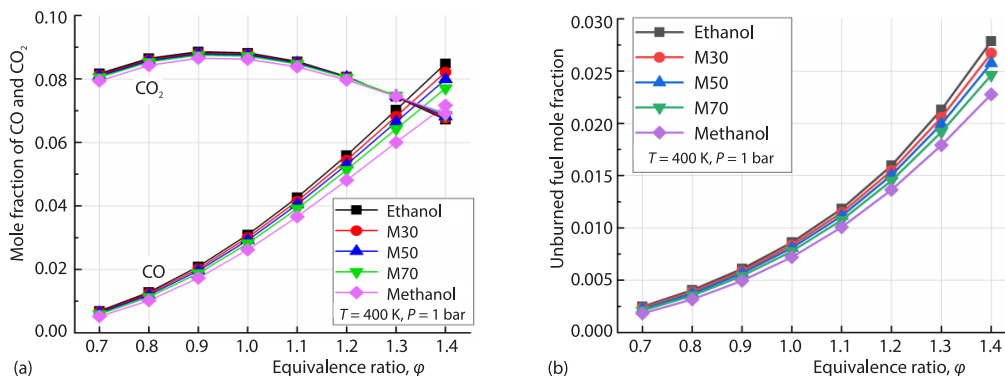 Mole fraction of CO and CO₂
0.10
0.08
0.06
0.04
0.02
0.00
CO₂
CO
Ethanol
M30
M50
M70
Methanol
T = 400 K, P = 1 bar
0.7 0.8 0.9 1.0 1.1 1.2 1.3 1.4
(a)
Equivalence ratio, φ
Unburned fuel mole fraction
0.030
0.025
0.020
0.015
0.010
0.005
0.000
Ethanol
M30
M50
M70
Methanol
T = 400 K, P = 1 bar
0.7 0.8 0.9 1.0 1.1 1.2 1.3 1.4
(b)
Equivalence ratio, φ